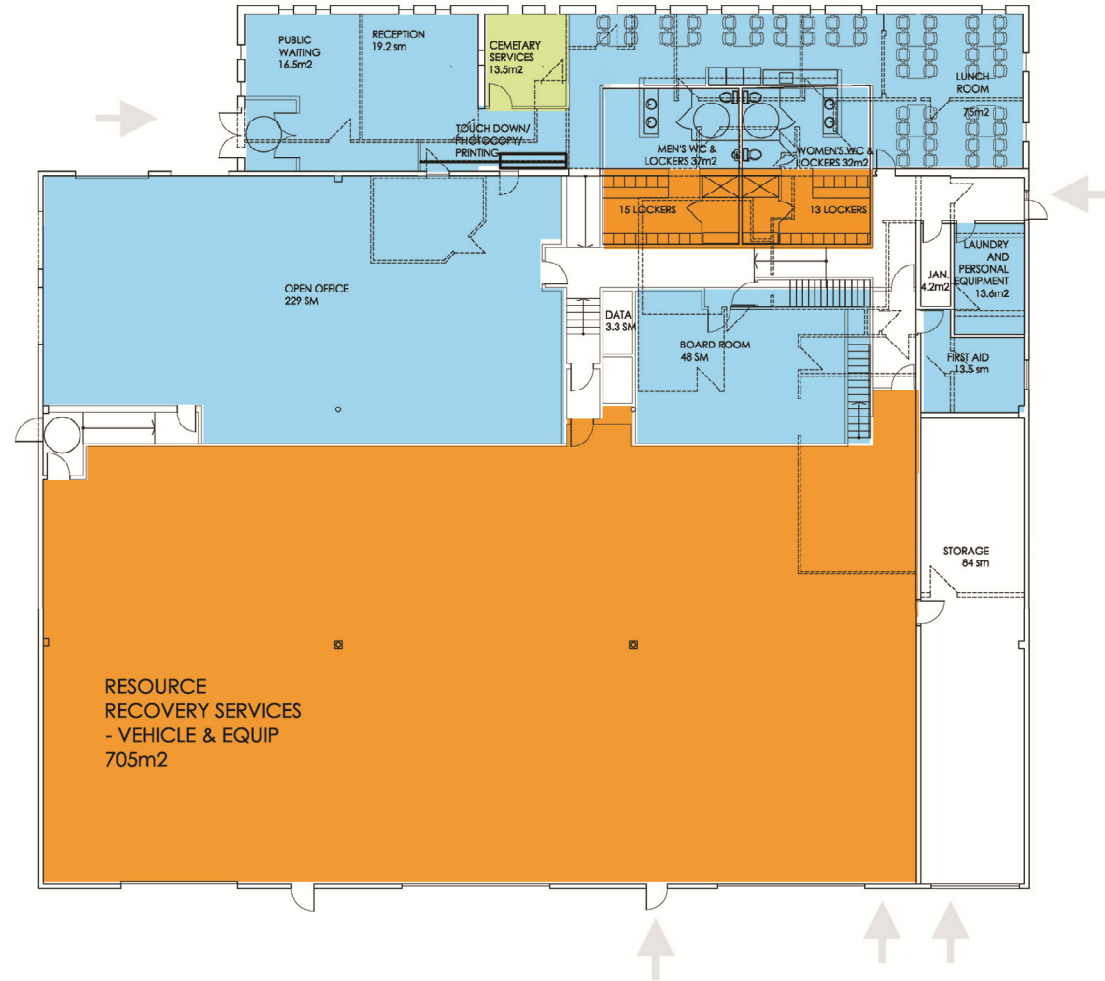 PUBLIC
WAITING
16.5m2
RECEPTION
19.2 sm
CEMETARY
SERVICES
13.5m2
LUNCH
ROOM
75m2
TOUCH DOWN/
PHOTOCOPY/
PRINTING
MEN'S WC &
LOCKERS 37m2
WOMEN'S WC &
LOCKERS 32m2
15 LOCKERS
13 LOCKERS
OPEN OFFICE
229 SM
DATA
3.3 SM
BOARD ROOM
48 SM
JAN.
4.2m2
LAUNDRY
AND
PERSONAL
EQUIPMENT
13.6m2
FIRST AID
13.5 sm
STORAGE
84 sm
RESOURCE
RECOVERY SERVICES
- VEHICLE & EQUIP
705m2